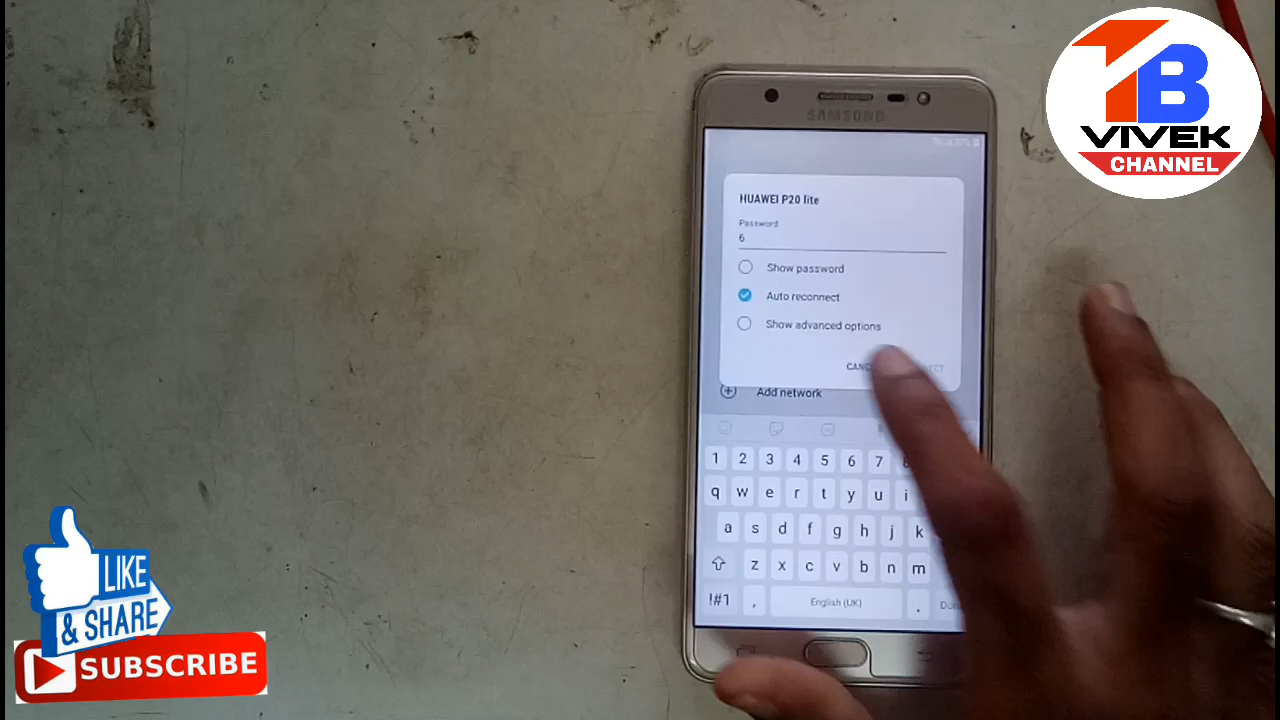 TB
VIVEK
CHANNEL
SAMSUNG
HUAWEI P20 lite
Password
6
Show password
Auto reconnect
Show advanced options
Add network
1 2 3 4 5 6 7
q w e r t y u i
a s d f g h j k
z x c v b n m
!#1 , English (UK) .
LIKE
& SHARE
SUBSCRIBE